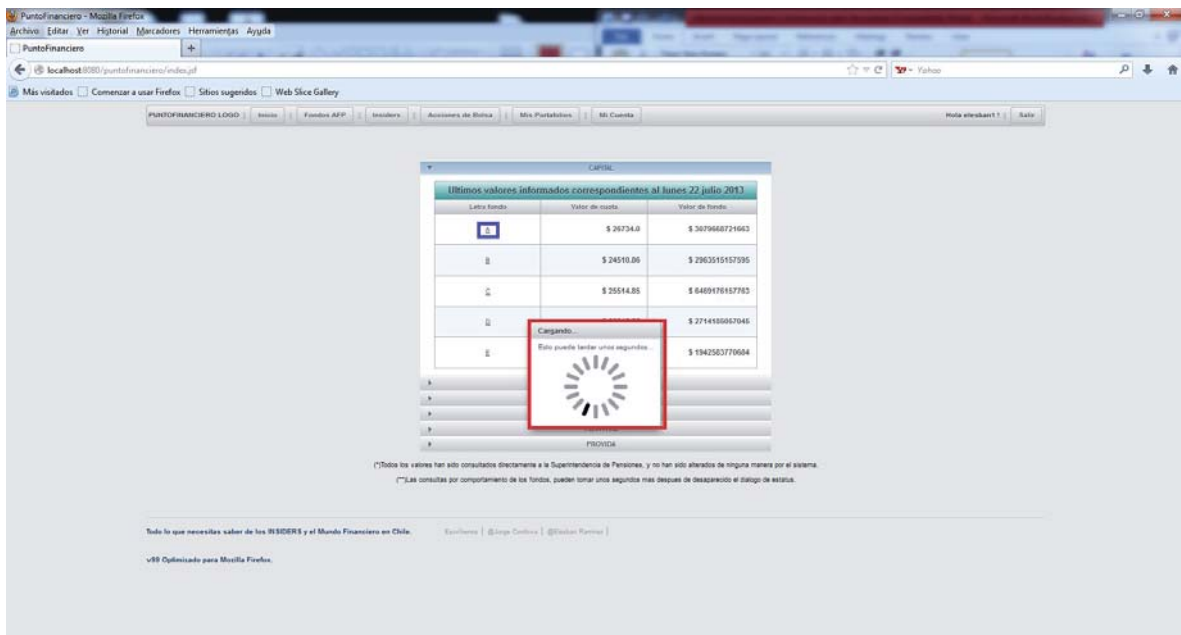 PuntoFinanciero - Mozilla Firefox
Archivo Editar Ver Historial Marcadores Herramientas Ayuda
PuntoFinanciero +
localhost:8080/puntofinanciero/index.jsf Yahoo
Más visitados Comenzar a usar Firefox Sitios sugeridos Web Slice Gallery
PUNTOFINANCIERO LOGO | Inicio | Fondos AFP | Insiders | Acciones de Bolsa | Mis Portafolios | Mi Cuenta Hola | Salir
CAPITAL
Ultimos valores informados correspondientes al lunes 22 julio 2013
Letra fondo Valor de cuota Valor de fondo
A $ 26734.0 $ 3079668721663
B $ 24510.86 $ 2963515157595
C $ 25514.85 $ 6469176157763
D $ 2714186067046
E $ 1942583770684
Cargando...
Esto puede tardar unos segundos...
PROVIDA
(*)Todos los valores han sido consultados directamente a la Superintendencia de Pensiones, y no han sido alterados de ninguna manera por el sistema.
(**)Las consultas por comportamiento de los fondos, pueden tomar unos segundos mas despues de desaparecido el dialogo de estatus.
Todo lo que necesitas saber de los INSIDERS y el Mundo Financiero en Chile. Escribenos | @Jorge | @Esteban |
v99 Optimizado para Mozilla Firefox.